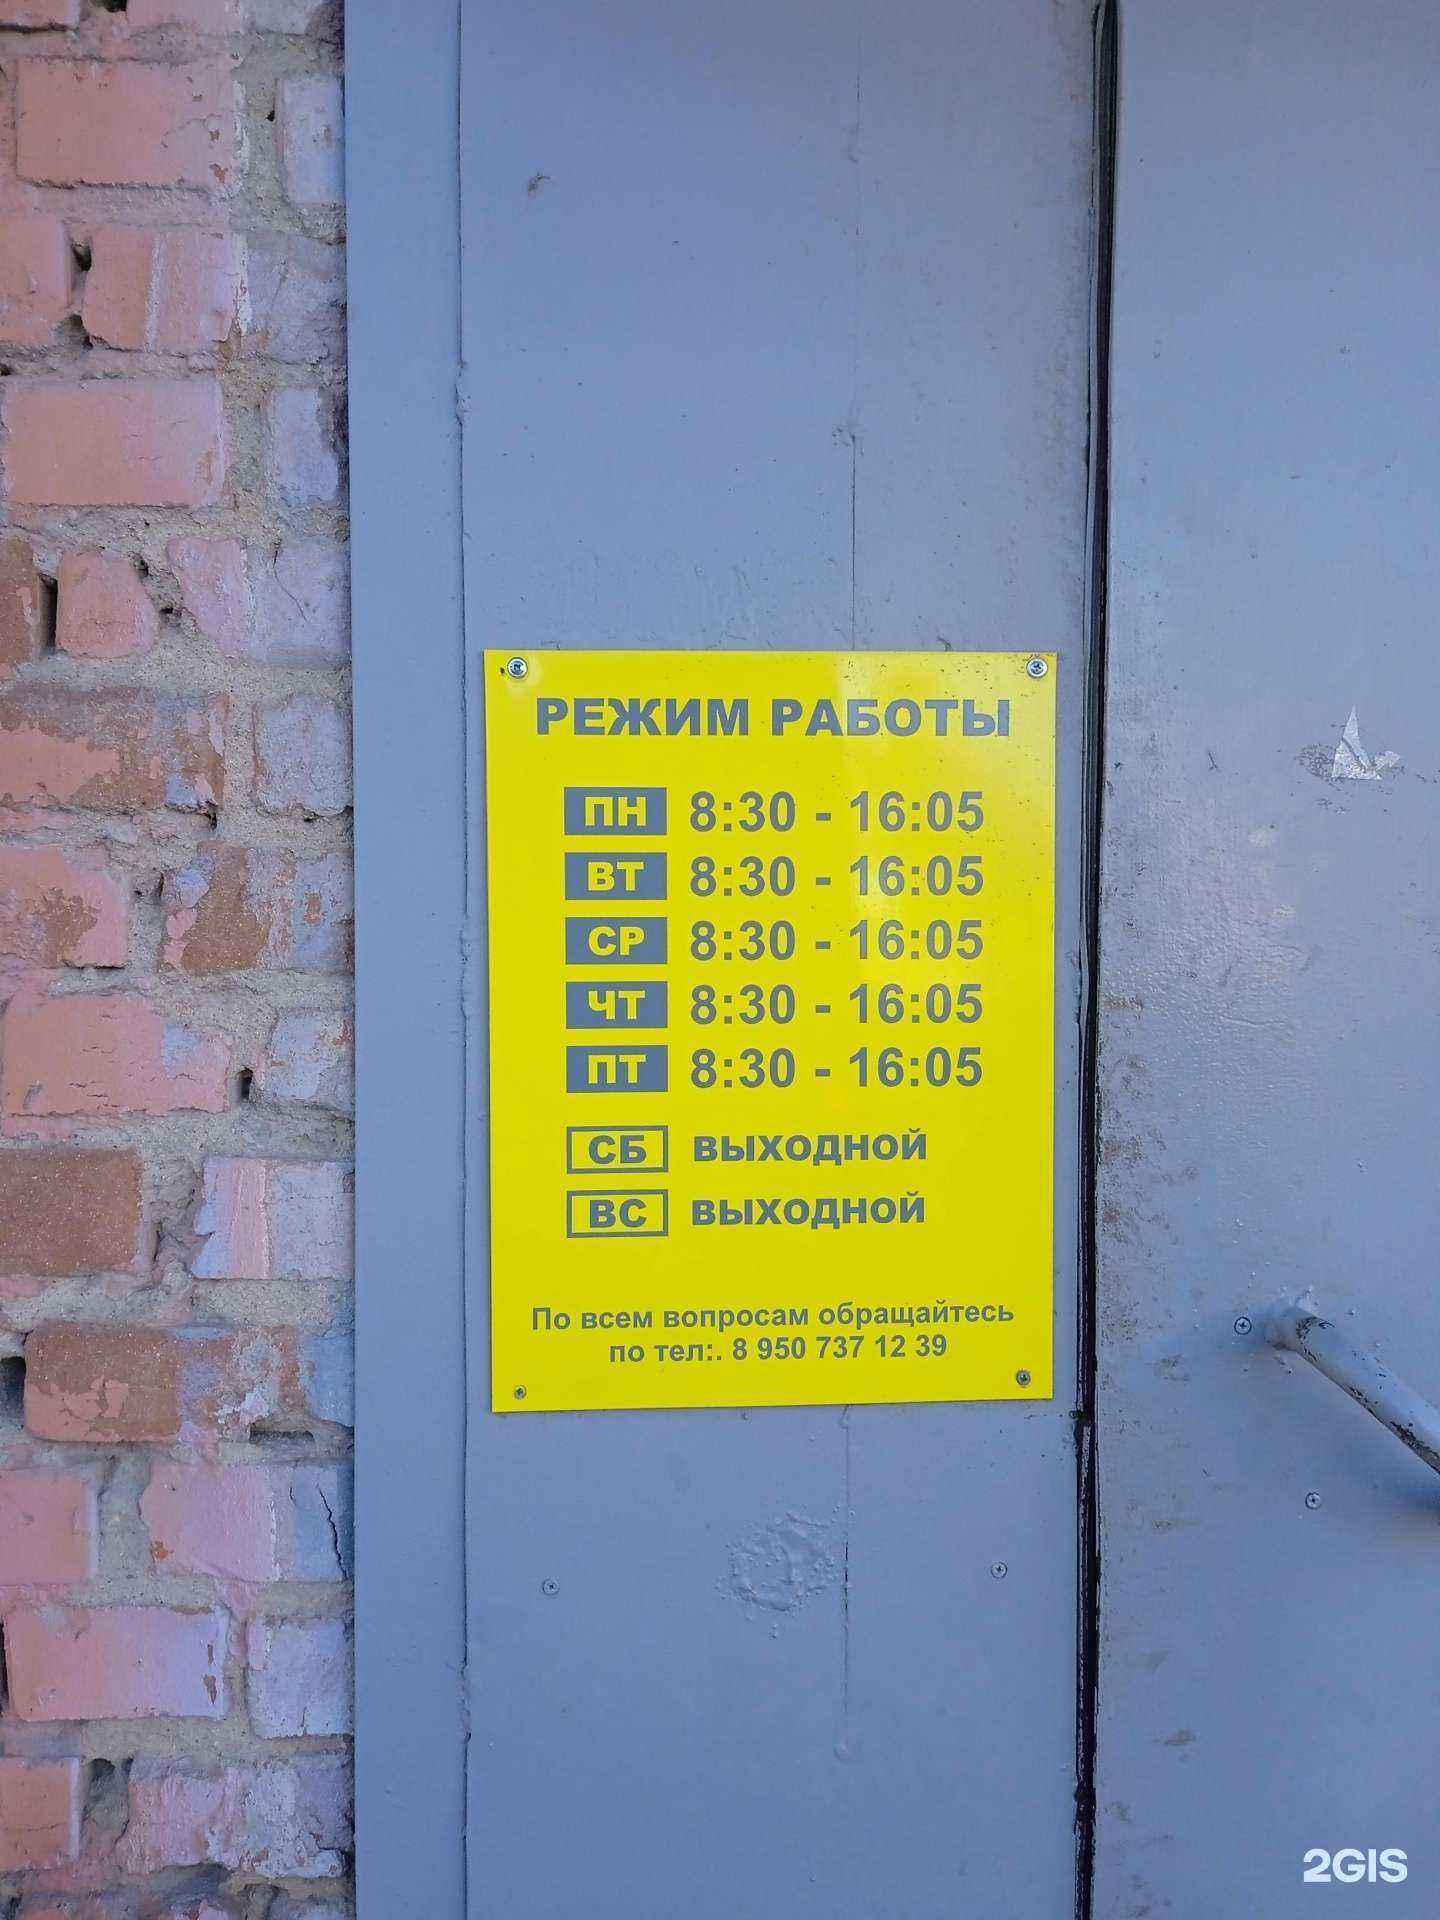 РЕЖИМ РАБОТЫ
ПН 8:30 - 16:05
ВТ 8:30 - 16:05
СР 8:30 - 16:05
ЧТ 8:30 - 16:05
ПТ 8:30 - 16:05
СБ ВЫХОДНОЙ
ВС ВЫХОДНОЙ
По всем вопросам обращайтесь
по тел:. 8 950 737 12 39
2GIS